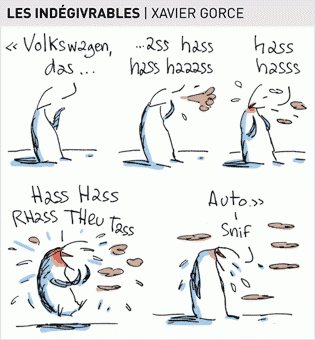 LES INDÉGIVRABLES | XAVIER GORCE
« Volkswagen,
das ...
...ass hass
hass haaass
hass
hasss
Hass Hass
RHass THeu Tass
Auto.»
Snif